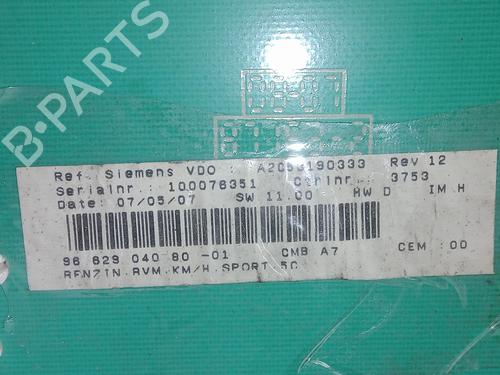 B-PARTS
Ref. Siemens VDO : A2C53190333 Rev 12
Serialnr.: 100076351 Ctrlnr.: 3753
Date: 07/05/07 SW 11.00 HW D IM H
96 629 040 80 -01 CMB A7 CEM :00
BENZIN.BVM.KM/H.SPORT.5C